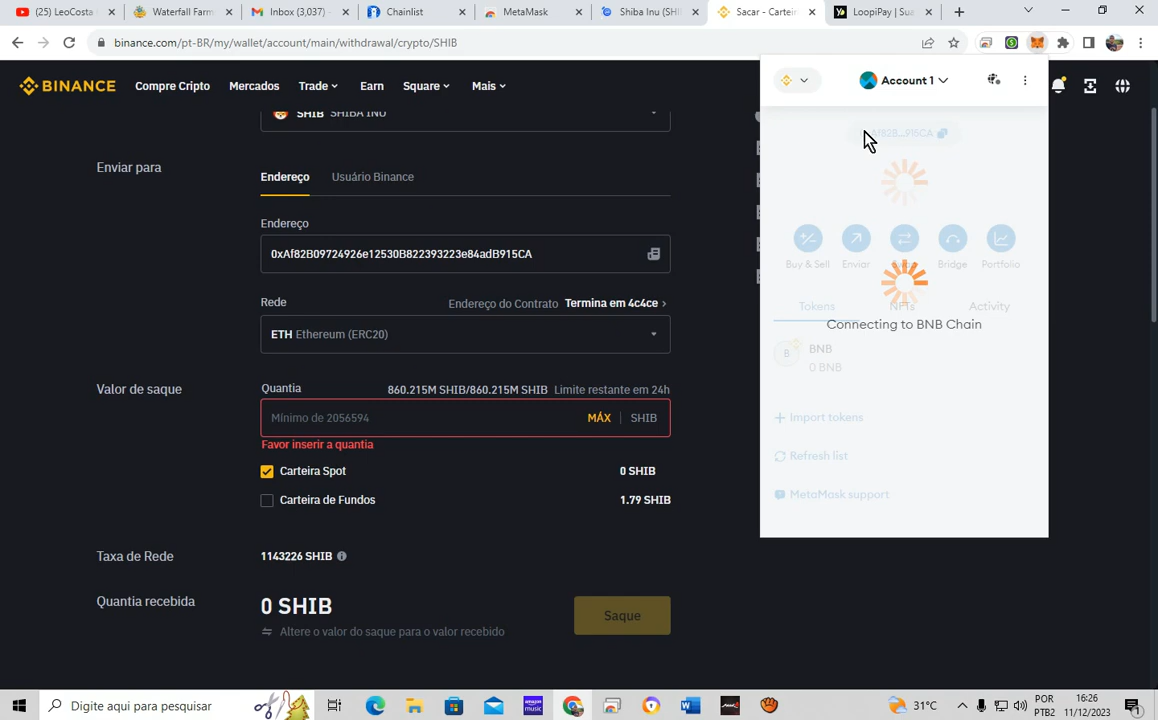 (25) LeoCosta
Waterfall Farm
Inbox (3,037) -
Chainlist
MetaMask
Shiba Inu (SHI
Sacar - Carteir
LoopiPay | Sua
binance.com/pt-BR/my/wallet/account/main/withdrawal/crypto/SHIB
BINANCE
Compre Cripto
Mercados
Trade
Earn
Square
Mais
Account 1
SHIB SHIBA INU
Enviar para
Endereço
Usuário Binance
Endereço
0xAf82B09724926e12530B822393223e84adB915CA
Rede
Endereço do Contrato Termina em 4c4ce >
ETH Ethereum (ERC20)
Valor de saque
Quantia
860.215M SHIB/860.215M SHIB Limite restante em 24h
Mínimo de 2056594
MÁX | SHIB
Favor inserir a quantia
Carteira Spot
0 SHIB
Carteira de Fundos
1.79 SHIB
Taxa de Rede
1143226 SHIB
Quantia recebida
0 SHIB
Altere o valor do saque para o valor recebido
Saque
Buy & Sell
Enviar
Bridge
Portfolio
Tokens
NFTs
Activity
Connecting to BNB Chain
B
BNB
0 BNB
Import tokens
Refresh list
MetaMask support
Digite aqui para pesquisar
31°C
POR
PTB2
16:26
11/12/2023